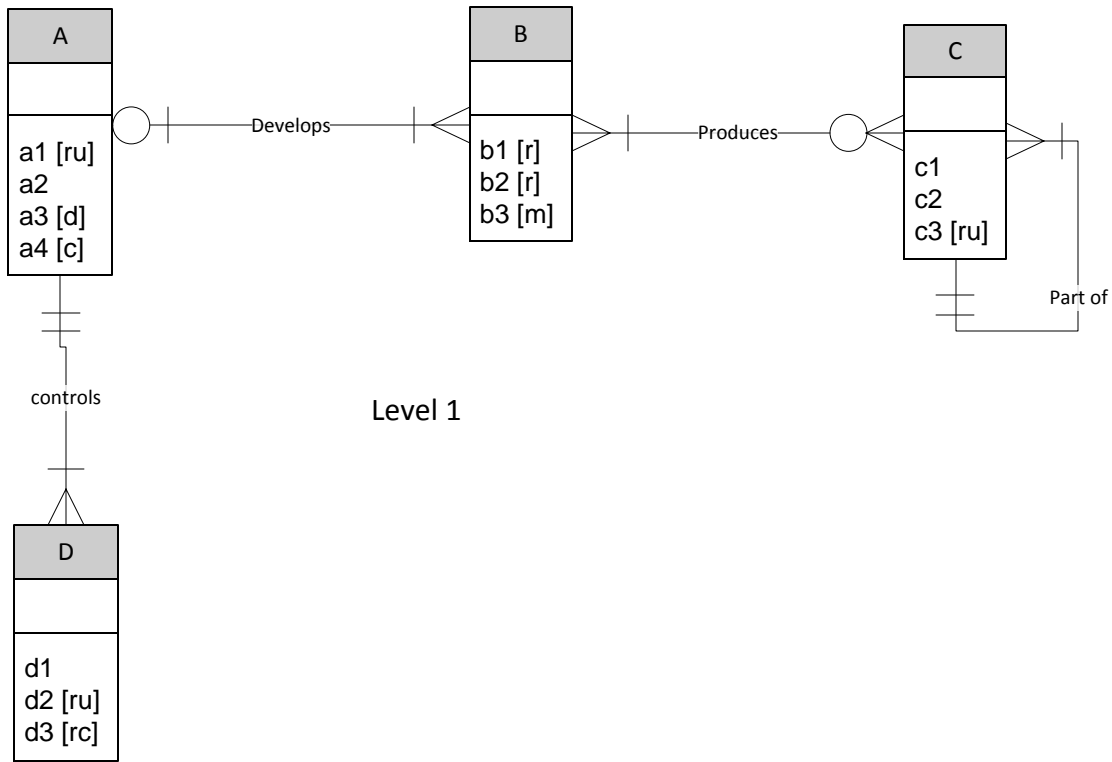 A
a1 [ru]
a2
a3 [d]
a4 [c]
Develops
B
b1 [r]
b2 [r]
b3 [m]
Produces
C
c1
c2
c3 [ru]
Part of
controls
Level 1
D
d1
d2 [ru]
d3 [rc]